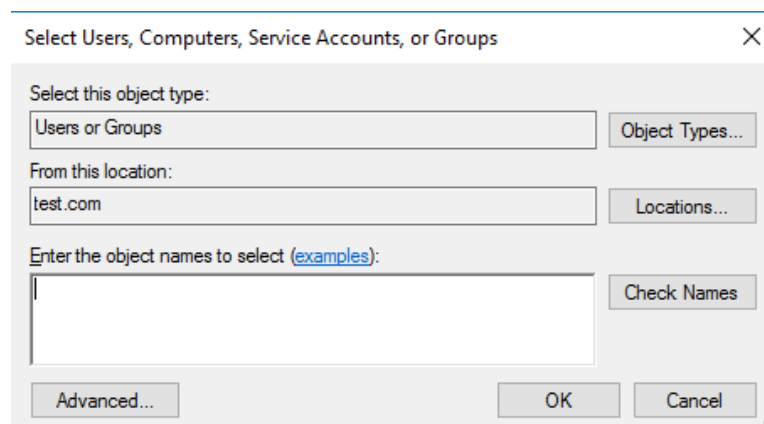 Select Users, Computers, Service Accounts, or Groups
Select this object type:
Users or Groups
Object Types...
From this location:
test.com
Locations...
Enter the object names to select (examples):
Check Names
Advanced...
OK
Cancel